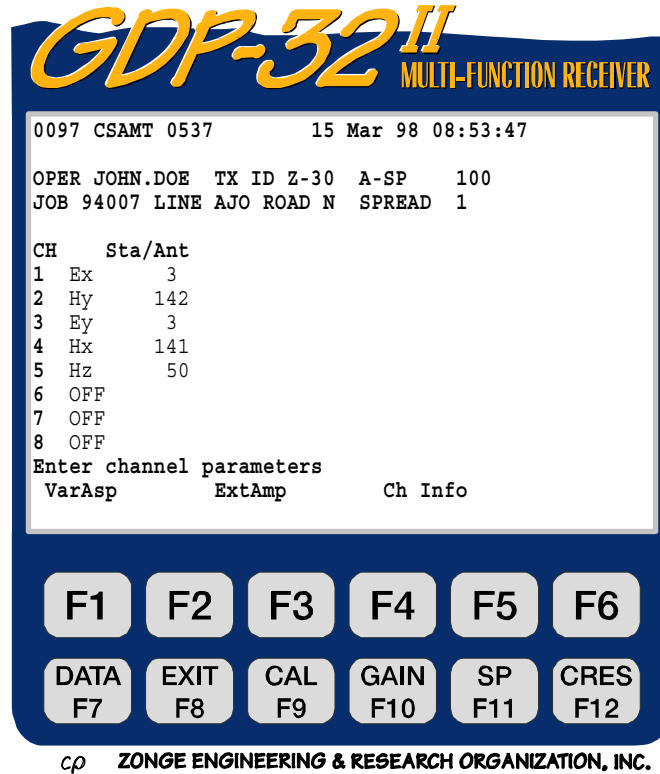 GDP-32 II
MULTI-FUNCTION RECEIVER
0097 CSAMT 0537 15 Mar 98 08:53:47
OPER JOHN.DOE TX ID Z-30 A-SP 100
JOB 94007 LINE AJO ROAD N SPREAD 1
CH Sta/Ant
1 Ex 3
2 Hy 142
3 Ey 3
4 Hx 141
5 Hz 50
6 OFF
7 OFF
8 OFF
Enter channel parameters
VarAsp ExtAmp Ch Info
F1 F2 F3 F4 F5 F6
DATA EXIT CAL GAIN SP CRES
F7 F8 F9 F10 F11 F12
cρ ZONGE ENGINEERING & RESEARCH ORGANIZATION, INC.